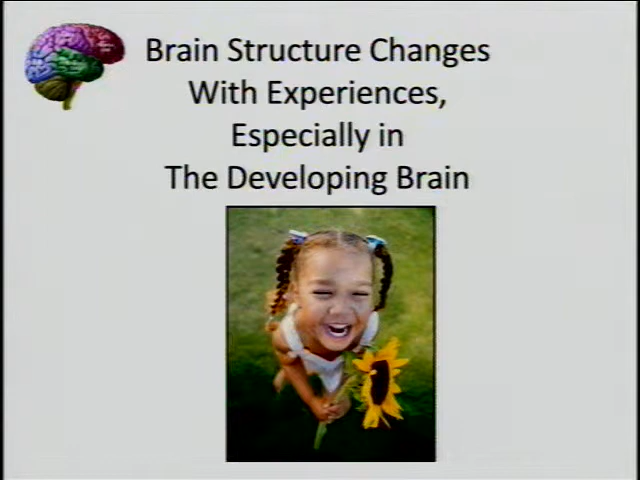 Brain Structure Changes
With Experiences,
Especially in
The Developing Brain